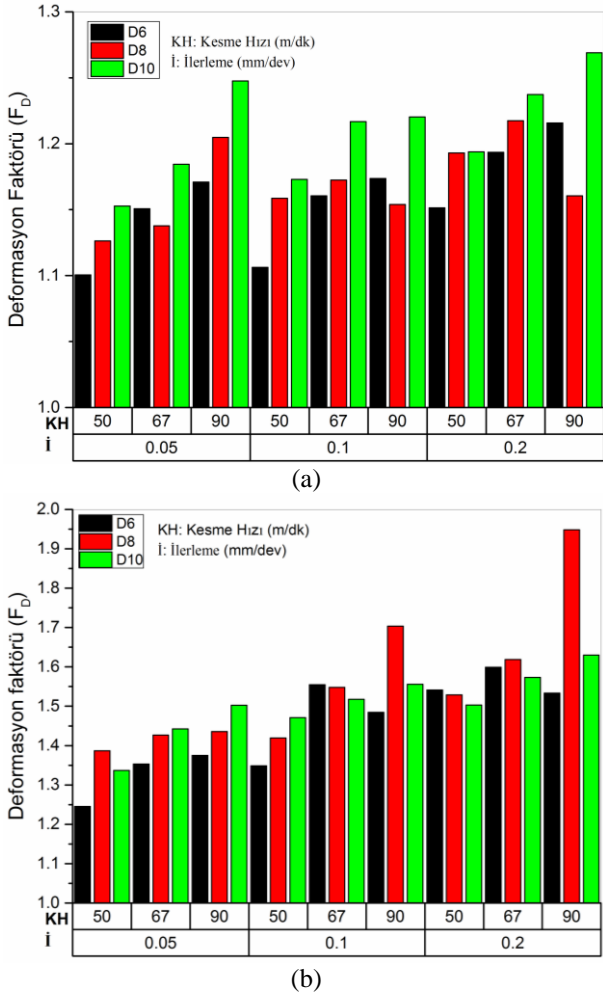 D6
D8
D10
KH: Kesme Hızı (m/dk)
İ: İlerleme (mm/dev)
Deformasyon Faktörü (F_D)
1.3
1.2
1.1
1.0
KH 50 67 90 50 67 90 50 67 90
İ 0.05 0.1 0.2
(a)
D6
D8
D10
KH: Kesme Hızı (m/dk)
İ: İlerleme (mm/dev)
Deformasyon faktörü (F_D)
2.0
1.9
1.8
1.7
1.6
1.5
1.4
1.3
1.2
1.1
1.0
KH 50 67 90 50 67 90 50 67 90
İ 0.05 0.1 0.2
(b)